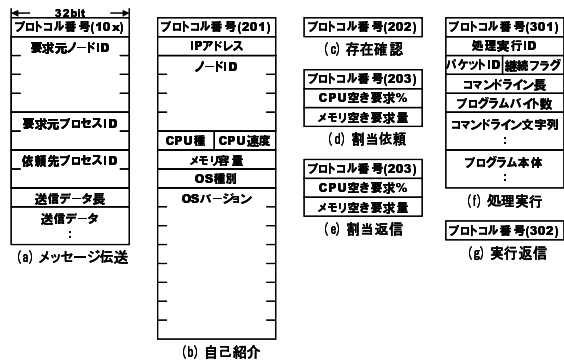 32bit
プロトコル番号(10x)
要求元ノードID
要求元プロセスID
依頼先プロセスID
送信データ長
送信データ
:
(a) メッセージ伝送
プロトコル番号(201)
IPアドレス
ノードID
CPU種 CPU速度
メモリ容量
OS種別
OSバージョン
(b) 自己紹介
プロトコル番号(202)
(c) 存在確認
プロトコル番号(203)
CPU空き要求%
メモリ空き要求量
(d) 割当依頼
プロトコル番号(203)
CPU空き要求%
メモリ空き要求量
(e) 割当返信
プロトコル番号(301)
処理実行ID
パケットID 継続フラグ
コマンドライン長
プログラムバイト数
コマンドライン文字列
:
プログラム本体
:
(f) 処理実行
プロトコル番号(302)
(g) 実行返信